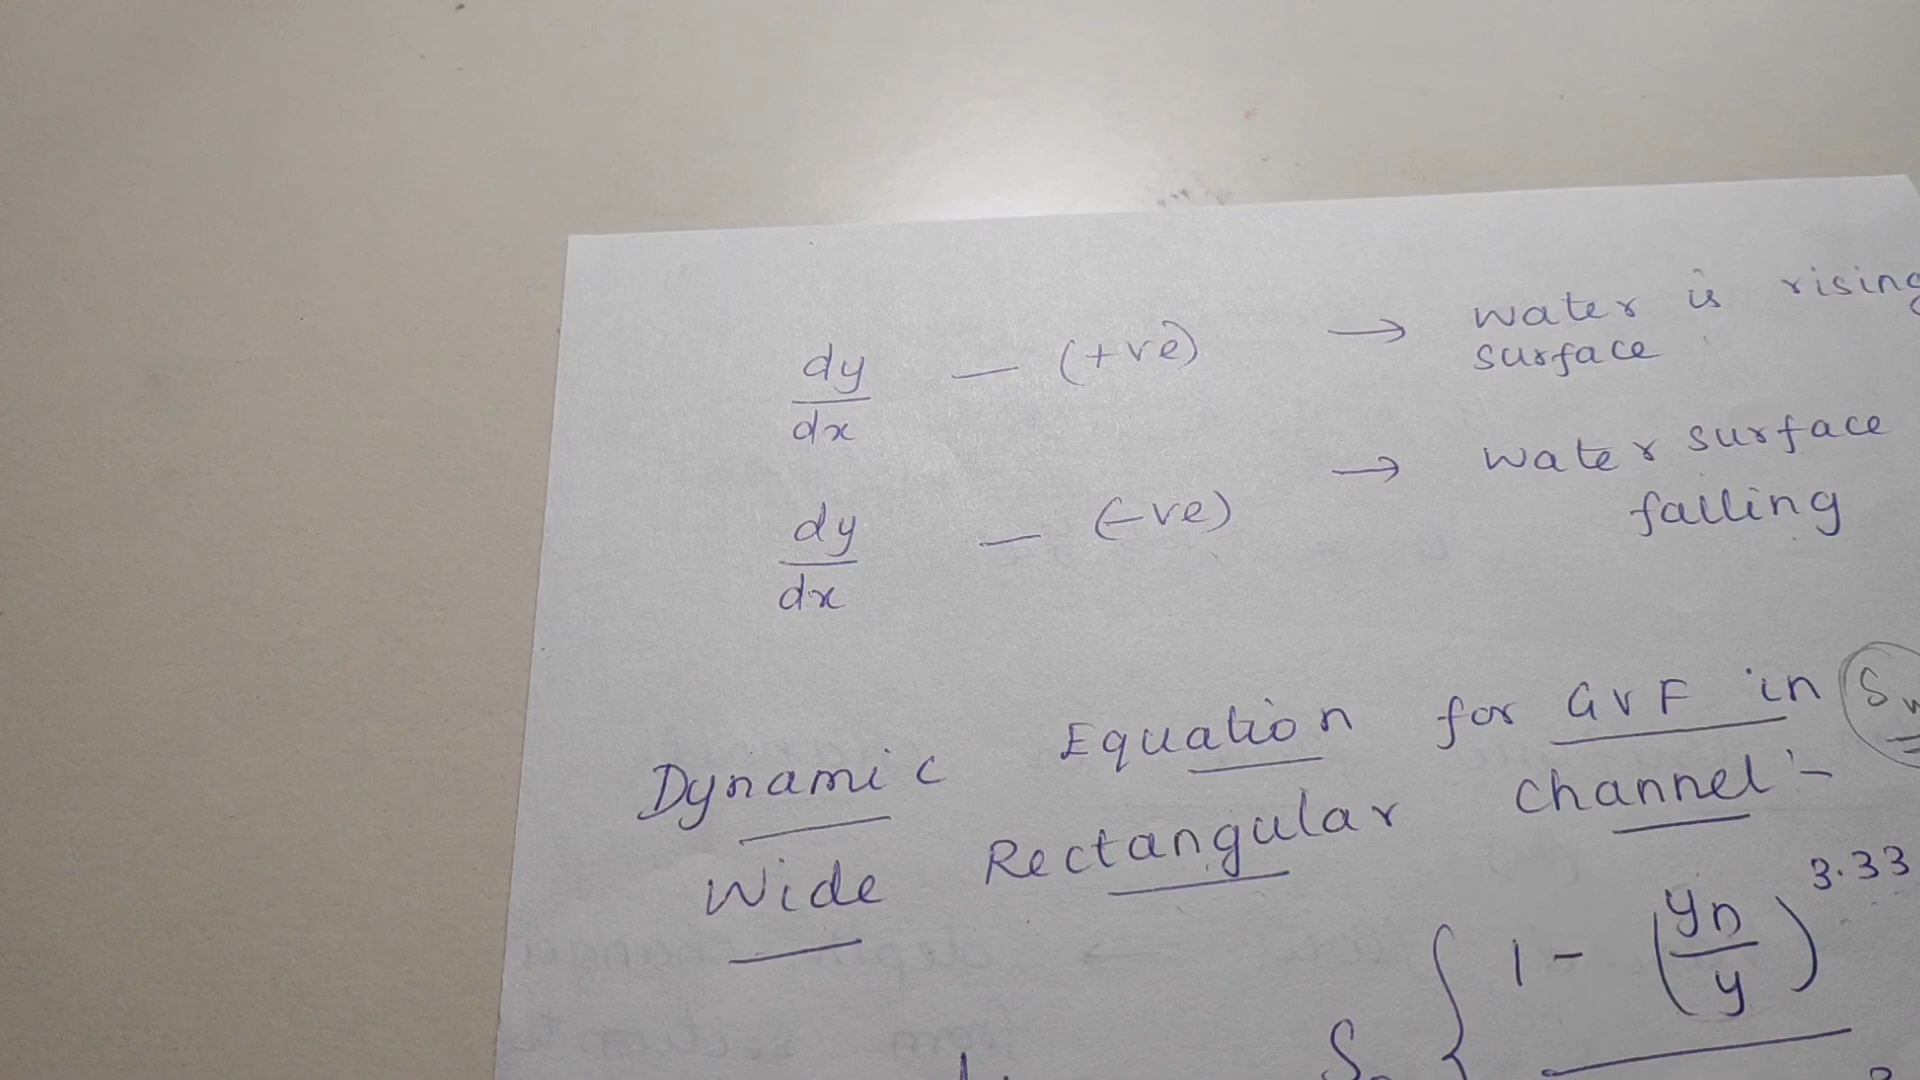 dy/dx — (+ve) → water is rising
surface
dy/dx — (-ve) → water surface
falling
Dynamic Equation for GVF in
Wide Rectangular channel :-
{ 1 - (yn/y)^3.33